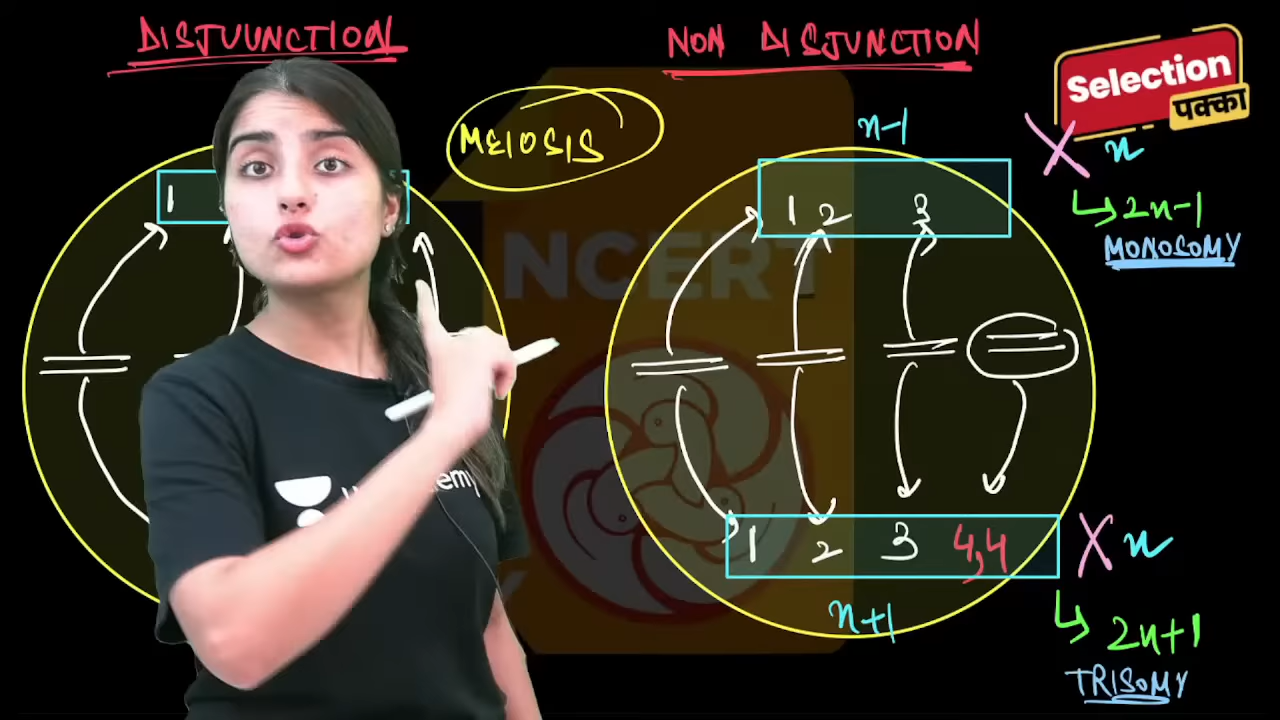 DISJUUNCTION
NON DISJUNCTION
Selection
पक्का
MEIOSIS
n-1
X n
↳ 2n-1
MONOSOMY
1
1 2 3
NCERT
1 2 3 4,4
X n
n+1
↳ 2n+1
TRISOMY